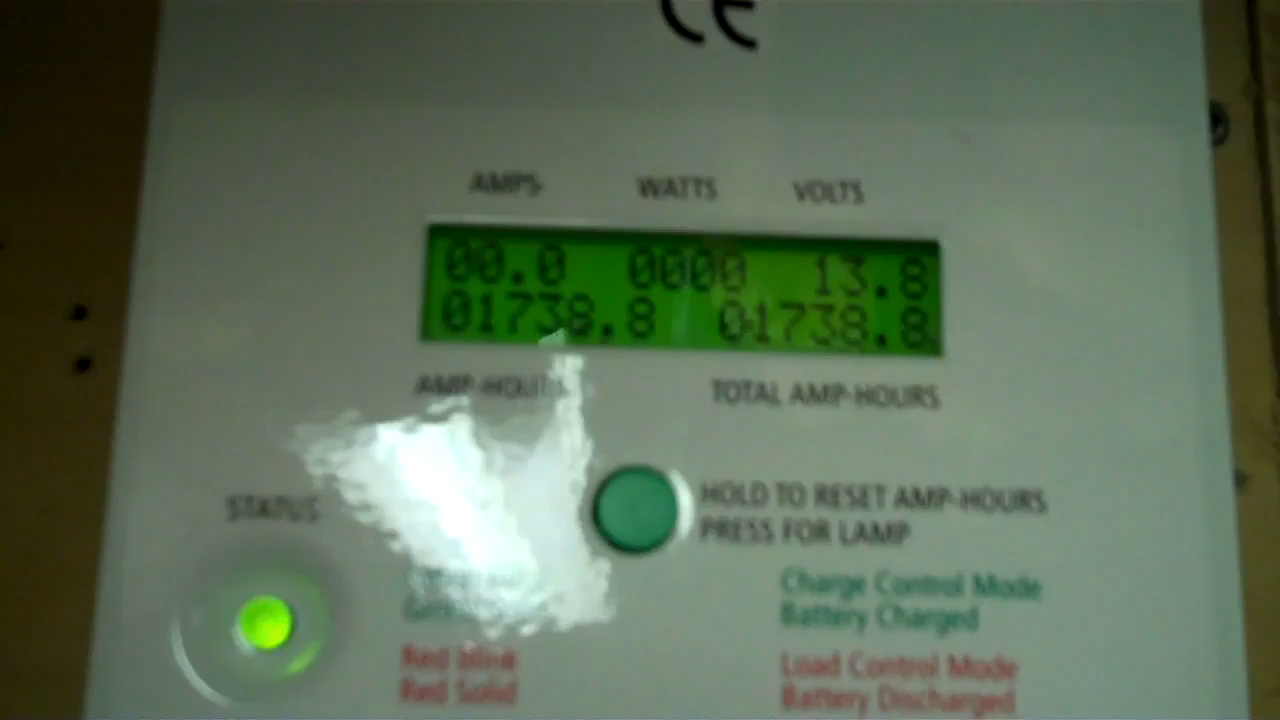 CE
AMPS WATTS VOLTS
00.0 0000 13.8
01738.8 01738.8
AMP-HOURS TOTAL AMP-HOURS
HOLD TO RESET AMP-HOURS
PRESS FOR LAMP
STATUS
Charge Control Mode
Battery Charged
Red Blink Load Control Mode
Red Solid Battery Discharged